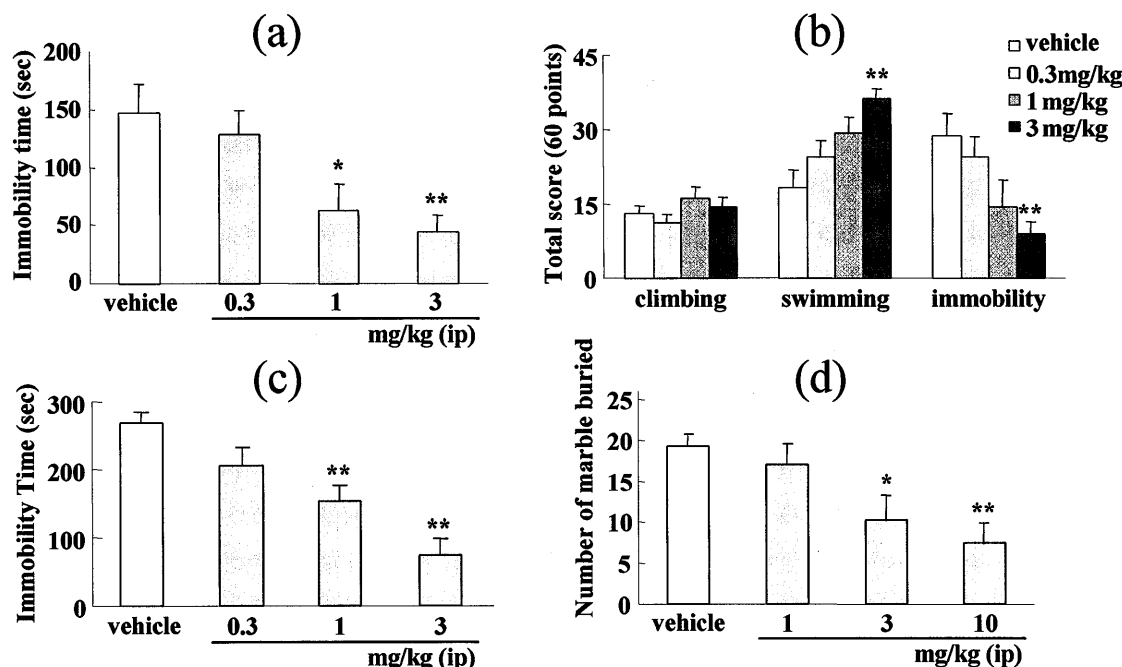 (a)
Immobility time (sec)
200
150
100
50
0
*
**
vehicle 0.3 1 3
mg/kg (ip)
(b)
Total score (60 points)
45
30
15
0
**
**
vehicle
0.3mg/kg
1 mg/kg
3 mg/kg
climbing swimming immobility
(c)
Immobility Time (sec)
300
200
100
0
**
**
vehicle 0.3 1 3
mg/kg (ip)
(d)
Number of marble buried
25
20
15
10
5
0
*
**
vehicle 1 3 10
mg/kg (ip)